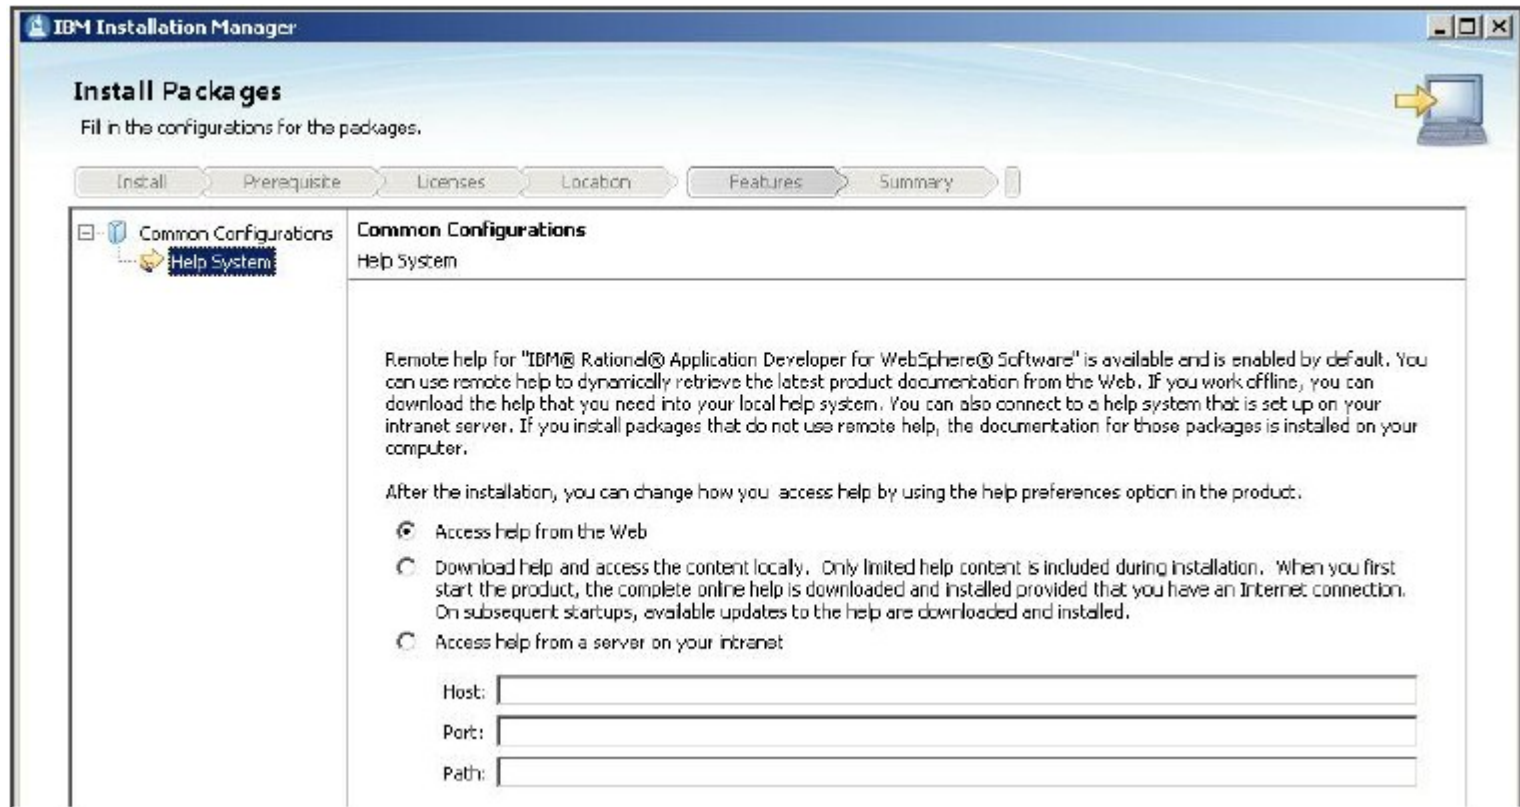 IBM Installation Manager
Install Packages
Fill in the configurations for the packages.
Install Prerequisite Licenses Location Features Summary
Common Configurations
Help System
Common Configurations
Help System
Remote help for "IBM® Rational® Application Developer for WebSphere® Software" is available and is enabled by default. You
can use remote help to dynamically retrieve the latest product documentation from the Web. If you work offline, you can
download the help that you need into your local help system. You can also connect to a help system that is set up on your
intranet server. If you install packages that do not use remote help, the documentation for those packages is installed on your
computer.
After the installation, you can change how you access help by using the help preferences option in the product.
Access help from the Web
Download help and access the content locally. Only limited help content is included during installation. When you first
start the product, the complete online help is downloaded and installed provided that you have an Internet connection.
On subsequent startups, available updates to the help are downloaded and installed.
Access help from a server on your intranet
Host:
Port:
Path: